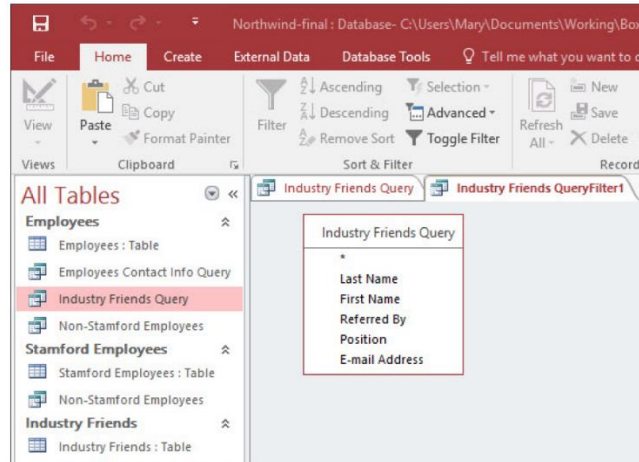 Northwind-final : Database- C:\Users\Mary\Documents\Working\Box
File Home Create External Data Database Tools Tell me what you want to
View Paste Cut Copy Format Painter
Filter Ascending Descending Remove Sort Selection Advanced Toggle Filter
Refresh All New Save Delete
Views Clipboard Sort & Filter Record
All Tables
Industry Friends Query Industry Friends QueryFilter1
Employees
Employees : Table
Employees Contact Info Query
Industry Friends Query
Non-Stamford Employees
Stamford Employees
Stamford Employees : Table
Non-Stamford Employees
Industry Friends
Industry Friends : Table
Industry Friends Query
*
Last Name
First Name
Referred By
Position
E-mail Address